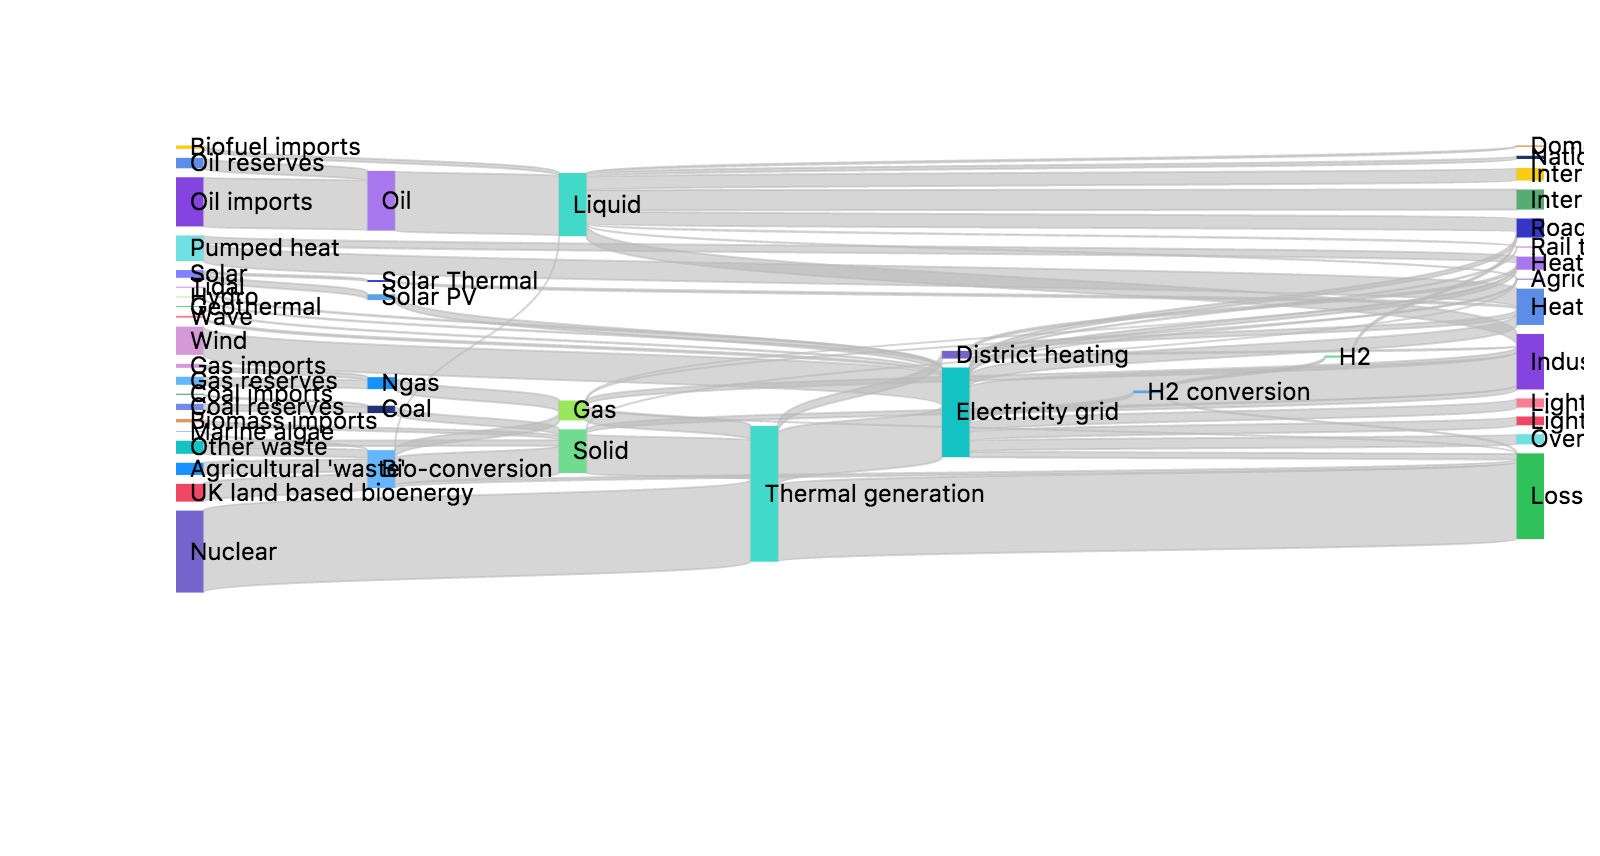 Biofuel imports
Oil reserves
Oil imports
Pumped heat
Solar
Tidal
Hydro
Geothermal
Wave
Wind
Gas imports
Gas reserves
Coal imports
Coal reserves
Biomass imports
Marine algae
Other waste
Agricultural 'waste'
UK land based bioenergy
Nuclear
Oil
Solar Thermal
Solar PV
Ngas
Coal
Bio-conversion
Liquid
Gas
Solid
Thermal generation
District heating
Electricity grid
H2 conversion
H2
Dom
Natio
Inter
Inter
Road
Rail t
Heat
Agric
Heat
Indus
Light
Light
Over
Loss